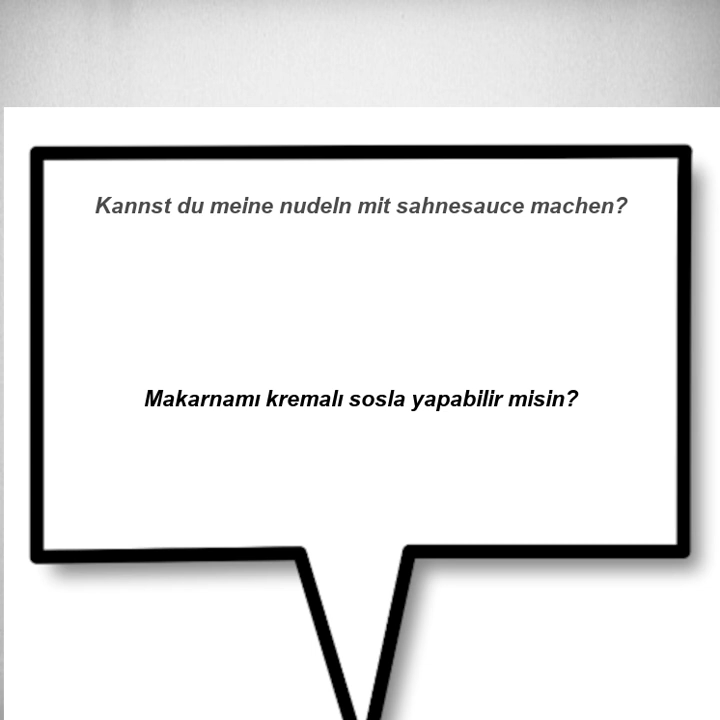 Kannst du meine nudeln mit sahnesauce machen?
Makarnamı kremalı sosla yapabilir misin?